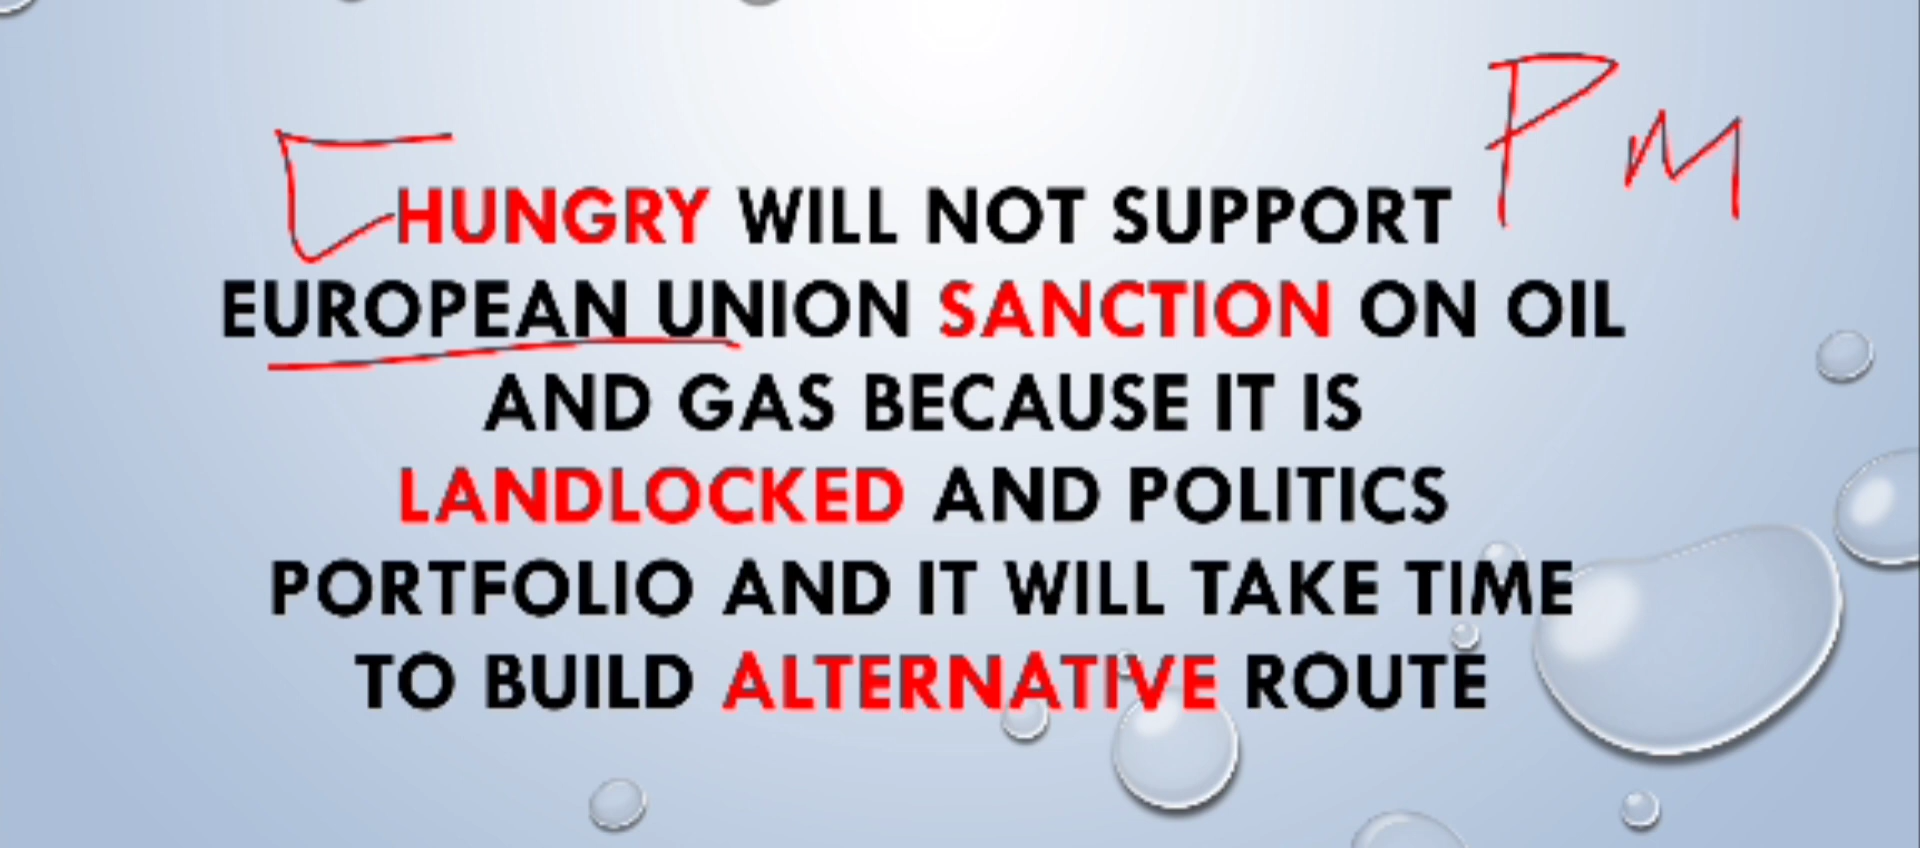 PM
HUNGRY WILL NOT SUPPORT
EUROPEAN UNION SANCTION ON OIL
AND GAS BECAUSE IT IS
LANDLOCKED AND POLITICS
PORTFOLIO AND IT WILL TAKE TIME
TO BUILD ALTERNATIVE ROUTE